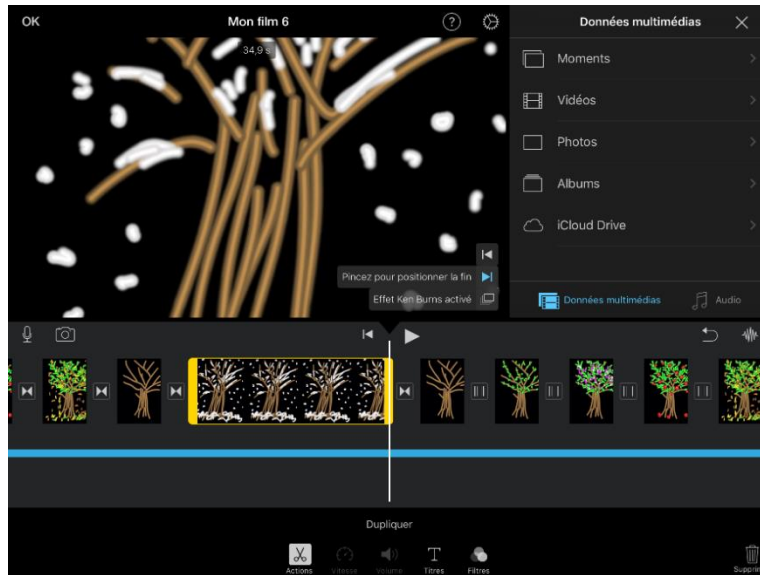 OK
Mon film 6
?
Données multimédias
34,9 s
Moments
Vidéos
Photos
Albums
iCloud Drive
Pincez pour positionner la fin
Effet Ken Burns activé
Données multimédias
Audio
Dupliquer
Actions
Vitesse
Volume
Titres
Filtres